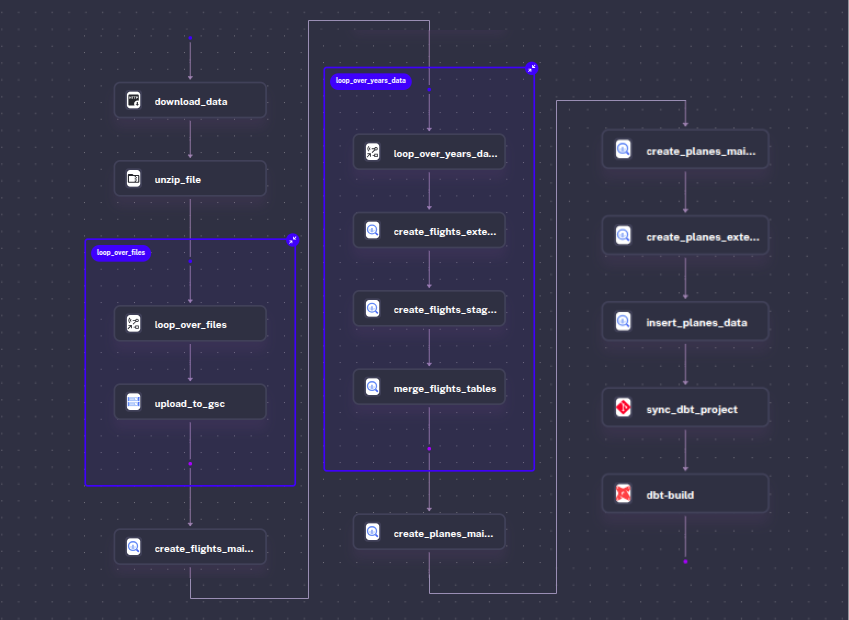 download_data
unzip_file
loop_over_files
loop_over_files
upload_to_gsc
create_flights_mai...
loop_over_years_data
loop_over_years_da...
create_flights_exte...
create_flights_stag...
merge_flights_tables
create_planes_mai...
create_planes_mai...
create_planes_exte...
insert_planes_data
sync_dbt_project
dbt-build